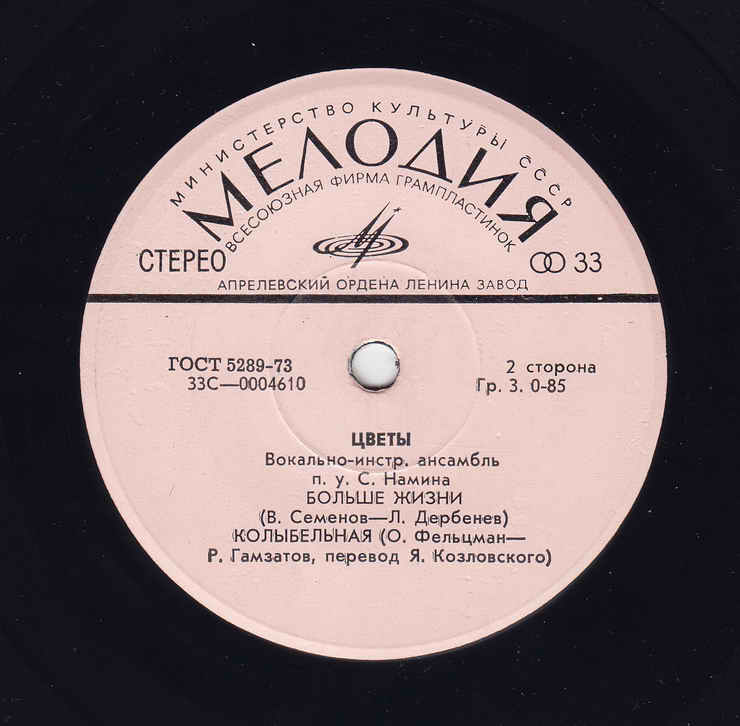 МИНИСТЕРСТВО КУЛЬТУРЫ СССР
МЕЛОДИЯ
ВСЕСОЮЗНАЯ ФИРМА ГРАМПЛАСТИНОК
СТЕРЕО
33
АПРЕЛЕВСКИЙ ОРДЕНА ЛЕНИНА ЗАВОД
ГОСТ 5289-73
2 сторона
33С—0004610
Гр. 3. 0-85
ЦВЕТЫ
Вокально-инстр. ансамбль
п. у. С. Намина
БОЛЬШЕ ЖИЗНИ
(В. Семенов—Л. Дербенев)
КОЛЫБЕЛЬНАЯ (О. Фельцман—
Р. Гамзатов, перевод Я. Козловского)